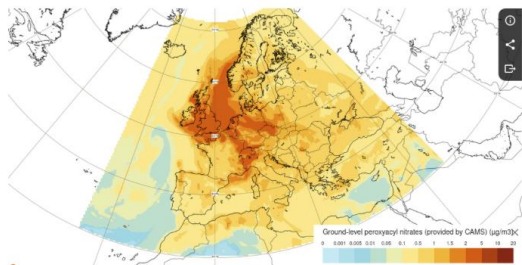 Ground-level peroxyacyl nitrates (provided by CAMS) (µg/m3)
0 0.001 0.005 0.01 0.05 0.1 0.5 1 1.5 2 5 10 20